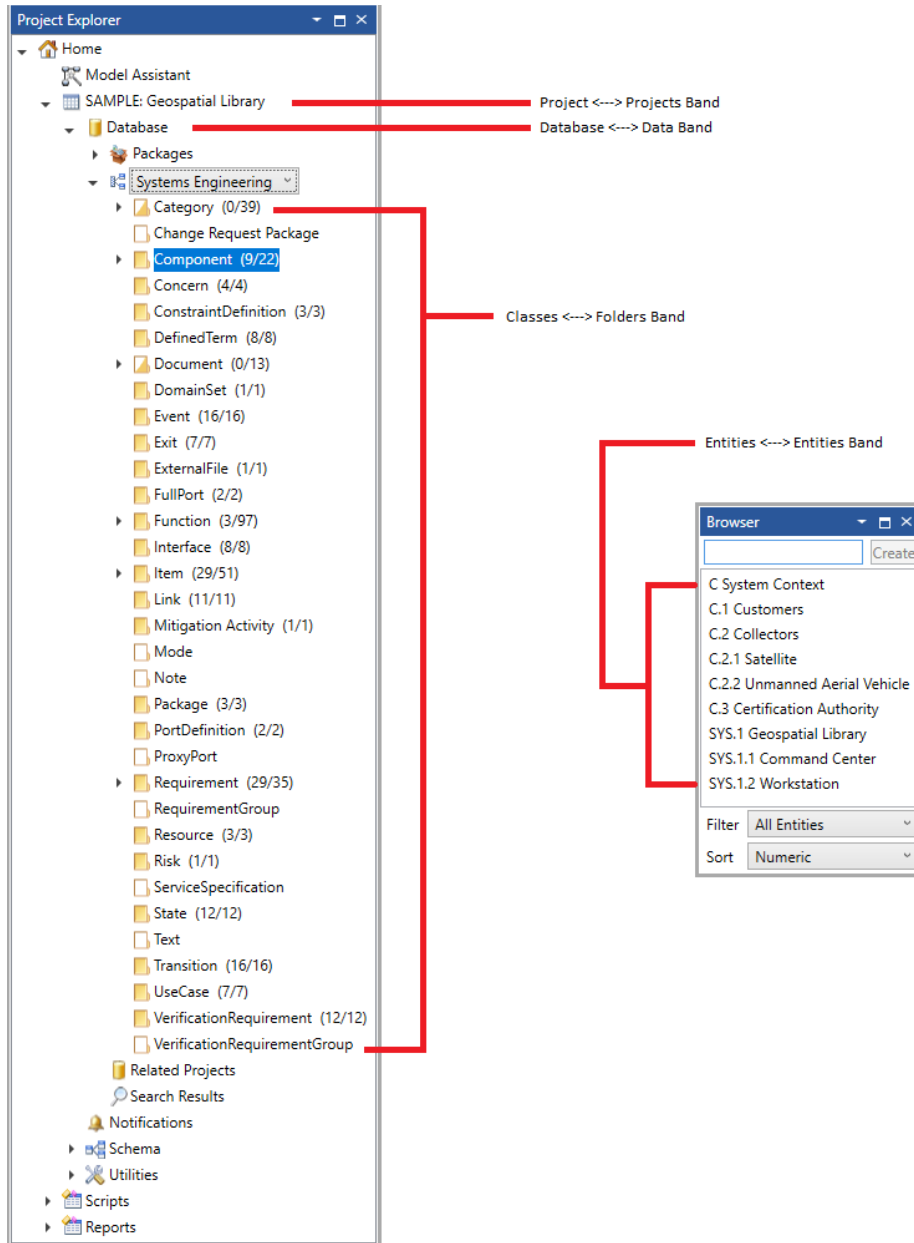 Project Explorer
Home
Model Assistant
SAMPLE: Geospatial Library
Project <---> Projects Band
Database
Database <---> Data Band
Packages
Systems Engineering
Category (0/39)
Change Request Package
Component (9/22)
Concern (4/4)
ConstraintDefinition (3/3)
Classes <---> Folders Band
DefinedTerm (8/8)
Document (0/13)
DomainSet (1/1)
Event (16/16)
Exit (7/7)
Entities <---> Entities Band
ExternalFile (1/1)
FullPort (2/2)
Function (3/97)
Interface (8/8)
Item (29/51)
Link (11/11)
Mitigation Activity (1/1)
Mode
Note
Package (3/3)
PortDefinition (2/2)
ProxyPort
Requirement (29/35)
RequirementGroup
Resource (3/3)
Risk (1/1)
ServiceSpecification
State (12/12)
Text
Transition (16/16)
UseCase (7/7)
VerificationRequirement (12/12)
VerificationRequirementGroup
Related Projects
Search Results
Notifications
Schema
Utilities
Scripts
Reports
Browser
Create
C System Context
C.1 Customers
C.2 Collectors
C.2.1 Satellite
C.2.2 Unmanned Aerial Vehicle
C.3 Certification Authority
SYS.1 Geospatial Library
SYS.1.1 Command Center
SYS.1.2 Workstation
Filter All Entities
Sort Numeric